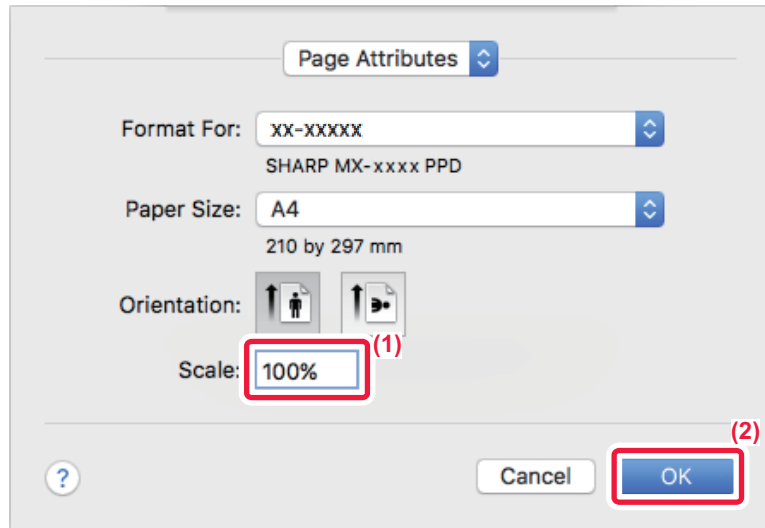 Page Attributes
Format For: xx-xxxxx
SHARP MX-xxxx PPD
Paper Size: A4
210 by 297 mm
Orientation:
(1)
Scale: 100%
(2)
? Cancel OK